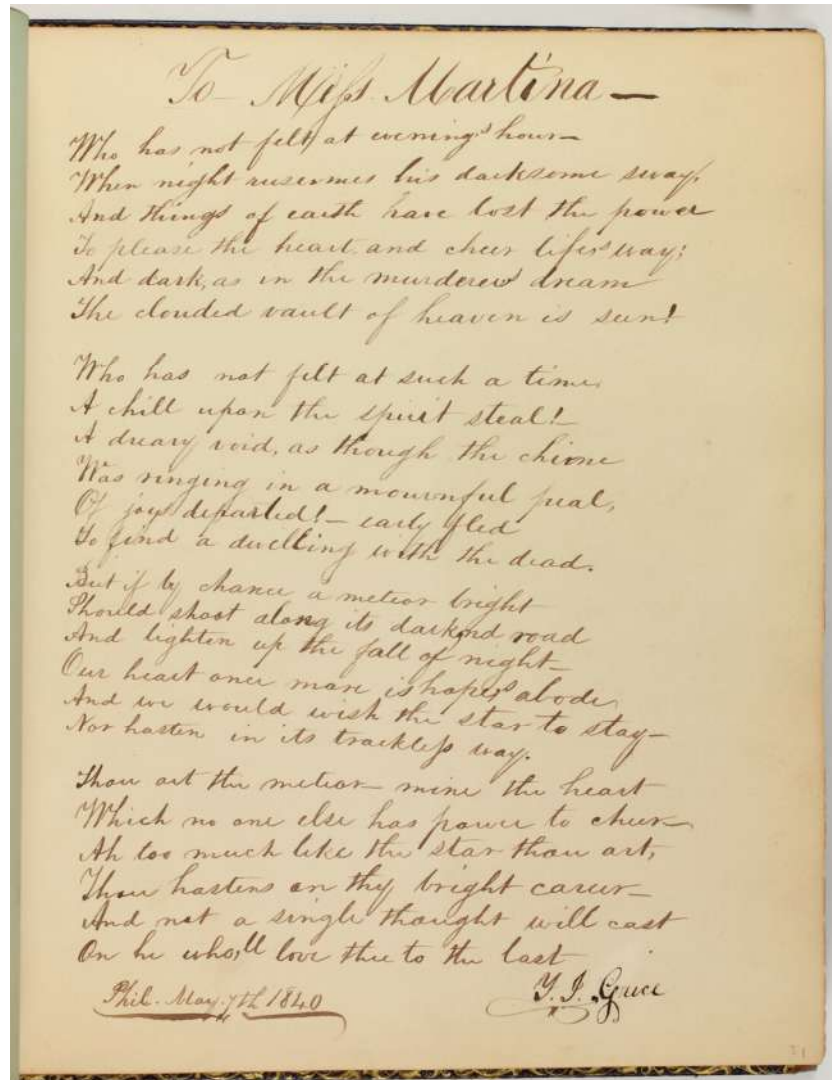 To Miss Martina —
Who has not felt, at evening's hour—
When night resumes his darksome sway,
And things of earth have lost the power
To please the heart, and cheer life's way;
And dark, as in the murderer's dream
The clouded vault of heaven is seen!
Who has not felt at such a time,
A chill upon the spirit steal!—
A dreary void, as though the chime
Was ringing in a mournful peal,
Of joys departed!— early fled
To find a dwelling with the dead.
But if by chance a meteor bright
Should shoot along its darkend road
And lighten up the fall of night—
Our heart once more is hope's abode,
And we would wish the star to stay—
Nor hasten in its trackless way.
Thou art the meteor— mine the heart
Which no one else has power to cheer—
Ah too much like the star thou art,
Thou hastens on thy bright career—
And not a single thought will cast
On he who'll love thee to the last
Phil. May. 7th 1840
Grice